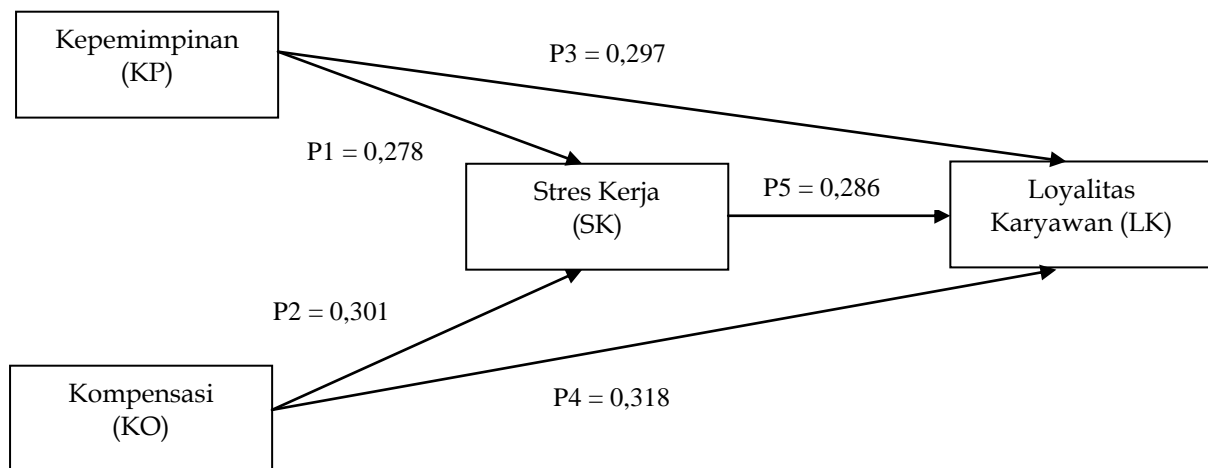 Kepemimpinan
(KP)
P3 = 0,297
P1 = 0,278
Stres Kerja
(SK)
P5 = 0,286
Loyalitas
Karyawan (LK)
P2 = 0,301
Kompensasi
(KO)
P4 = 0,318